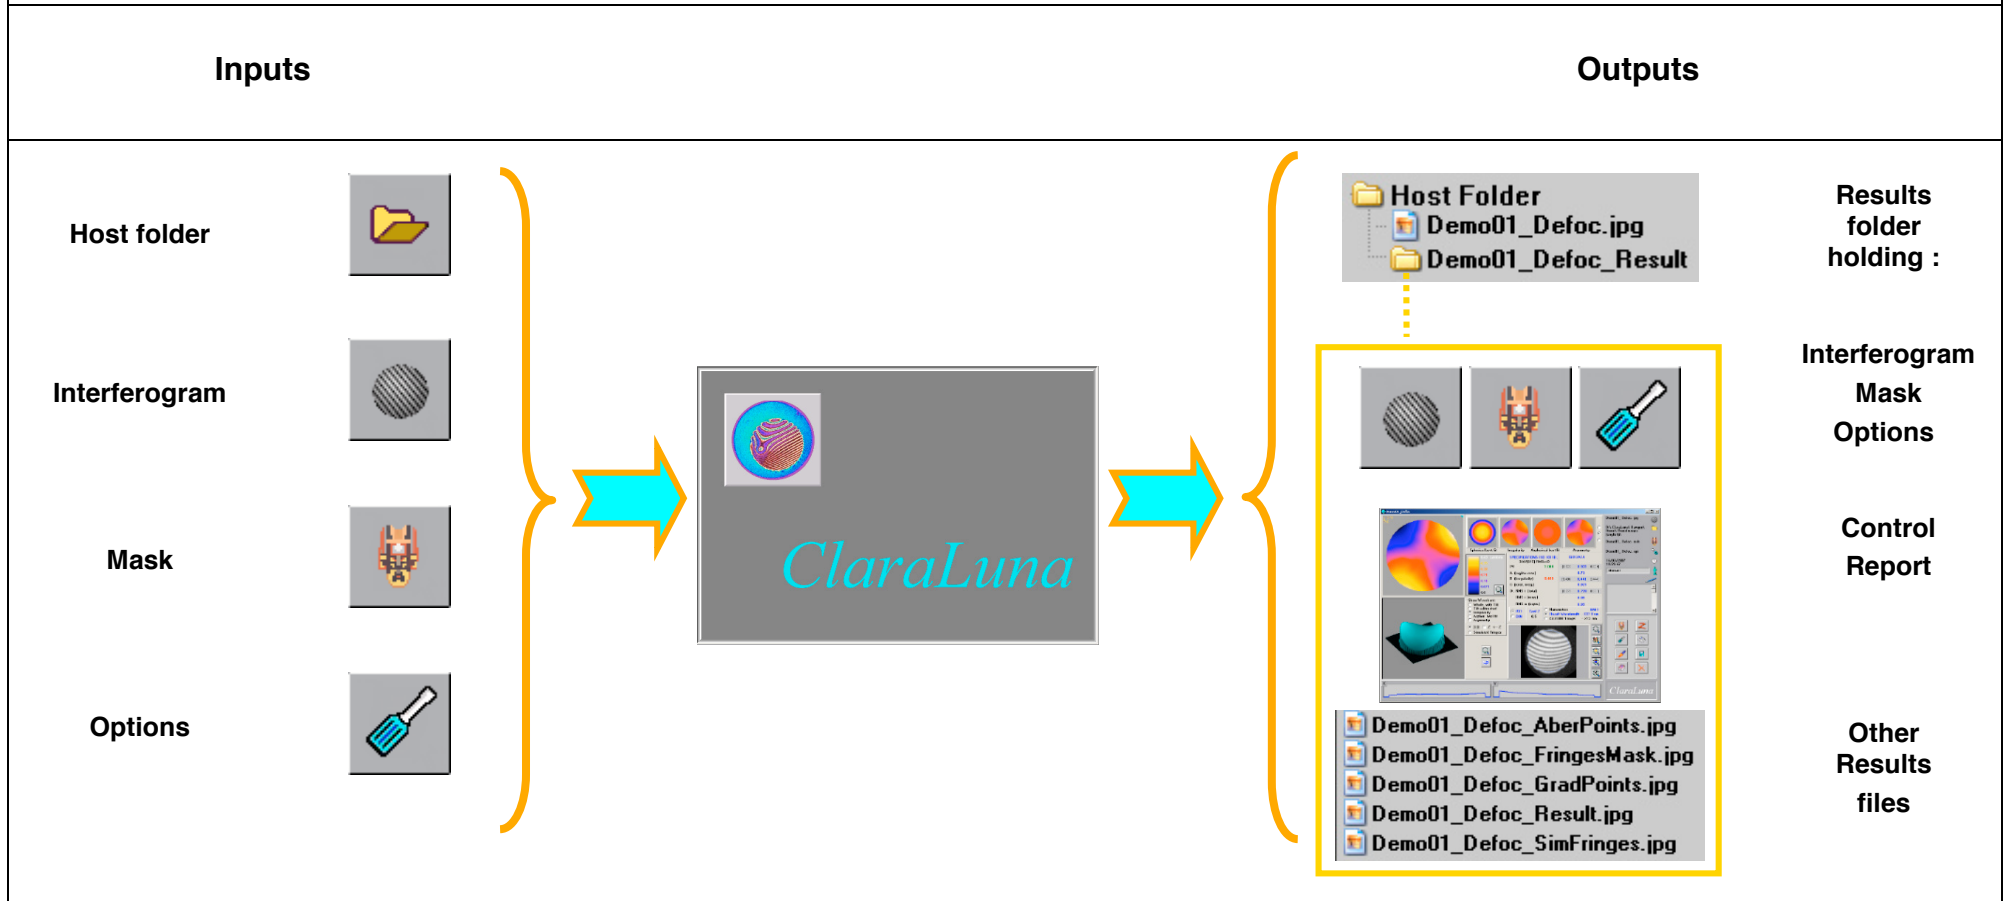 Inputs
Outputs
Host folder
Interferogram
Mask
Options
ClaraLuna
Host Folder
Demo01_Defoc.jpg
Demo01_Defoc_Result
Results
folder
holding :
Interferogram
Mask
Options
Control
Report
ClaraLuna
Demo01_Defoc_AberPoints.jpg
Demo01_Defoc_FringesMask.jpg
Demo01_Defoc_GradPoints.jpg
Demo01_Defoc_Result.jpg
Demo01_Defoc_SimFringes.jpg
Other
Results
files